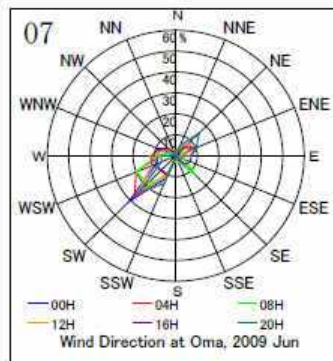 07
N
NN
NNE
NW
NE
WNW
ENE
60%
50
40
30
20
10
W
E
WSW
ESE
SW
SE
SSW
SSE
S
00H 04H 08H
12H 16H 20H
Wind Direction at Oma, 2009 Jun